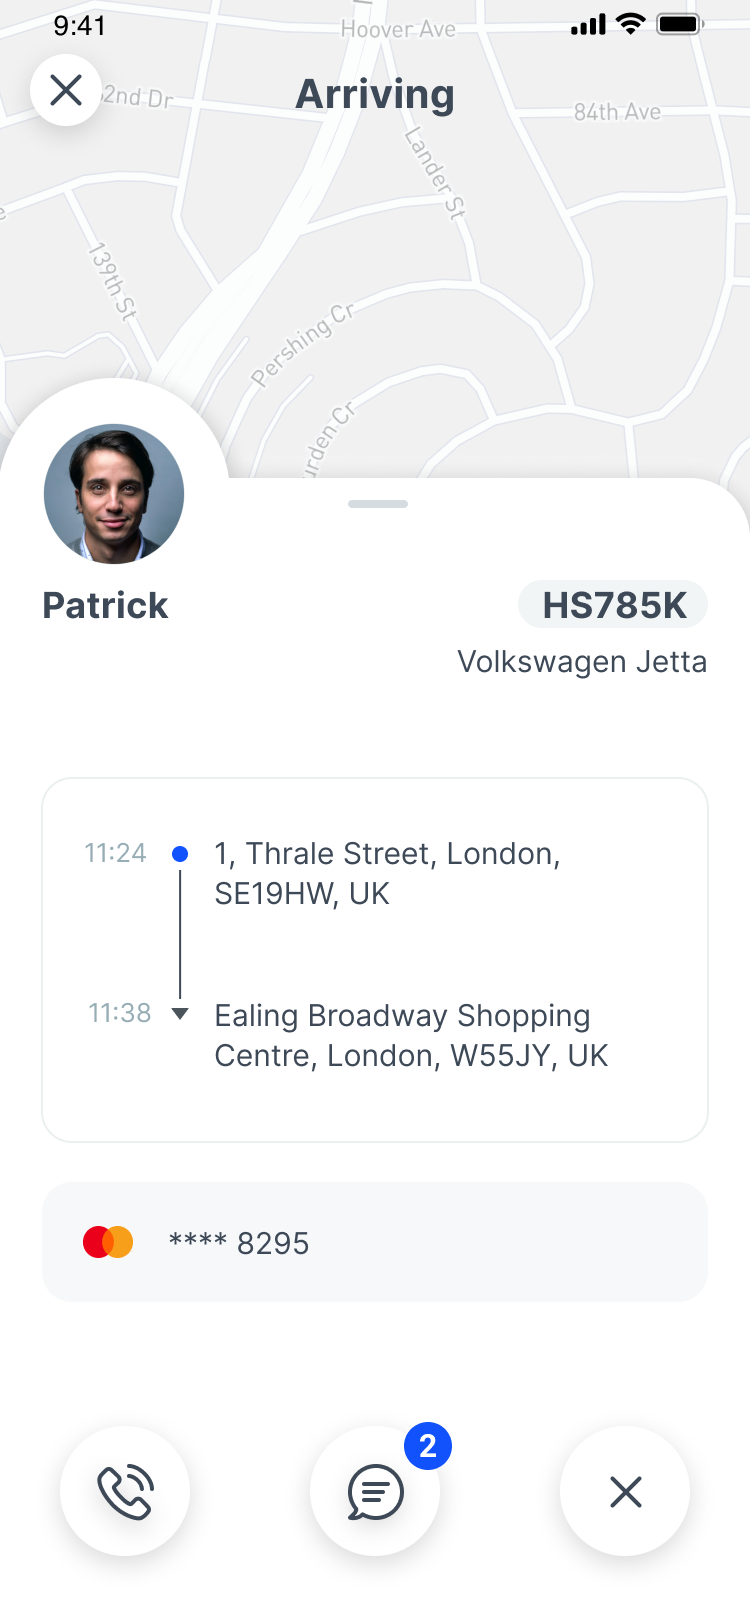 9:41
Hoover Ave
2nd Dr
Arriving
84th Ave
Lander St
139th St
Pershing Cr
urden Cr
Patrick
HS785K
Volkswagen Jetta
11:24
1, Thrale Street, London,
SE19HW, UK
11:38
Ealing Broadway Shopping
Centre, London, W55JY, UK
**** 8295
2